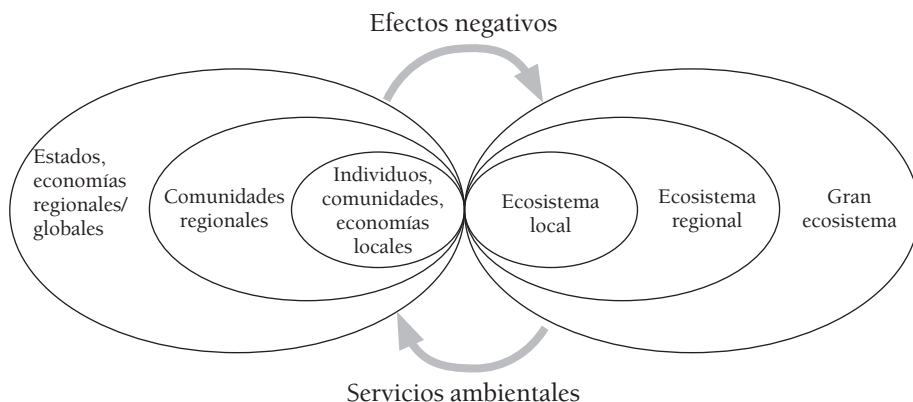 Efectos negativos
Estados,
economías
regionales/
globales
Comunidades
regionales
Individuos,
comunidades,
economías
locales
Ecosistema
local
Ecosistema
regional
Gran
ecosistema
Servicios ambientales